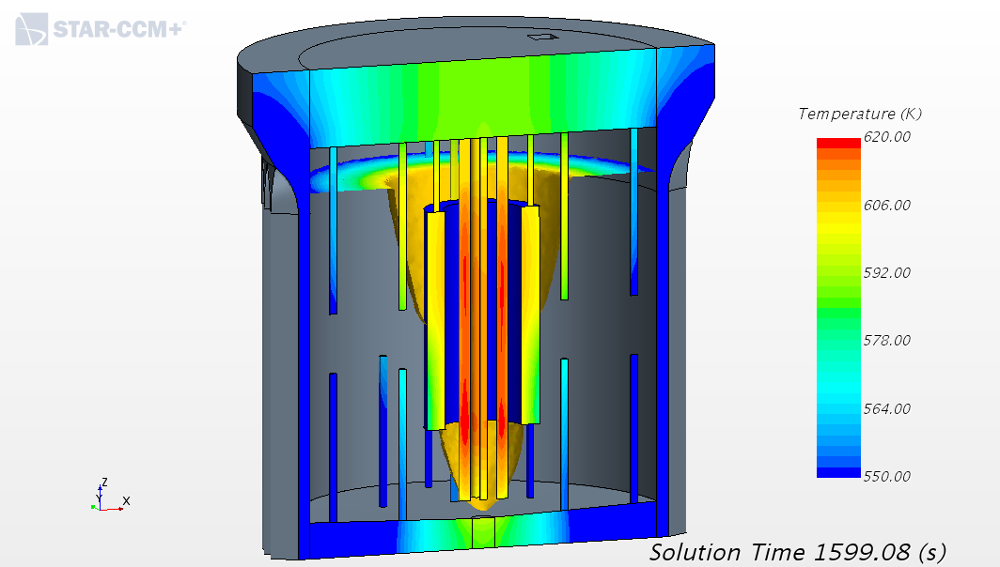 STAR-CCM+
Temperature (K)
620.00
606.00
592.00
578.00
564.00
550.00
Z
Y
X
Solution Time 1599.08 (s)